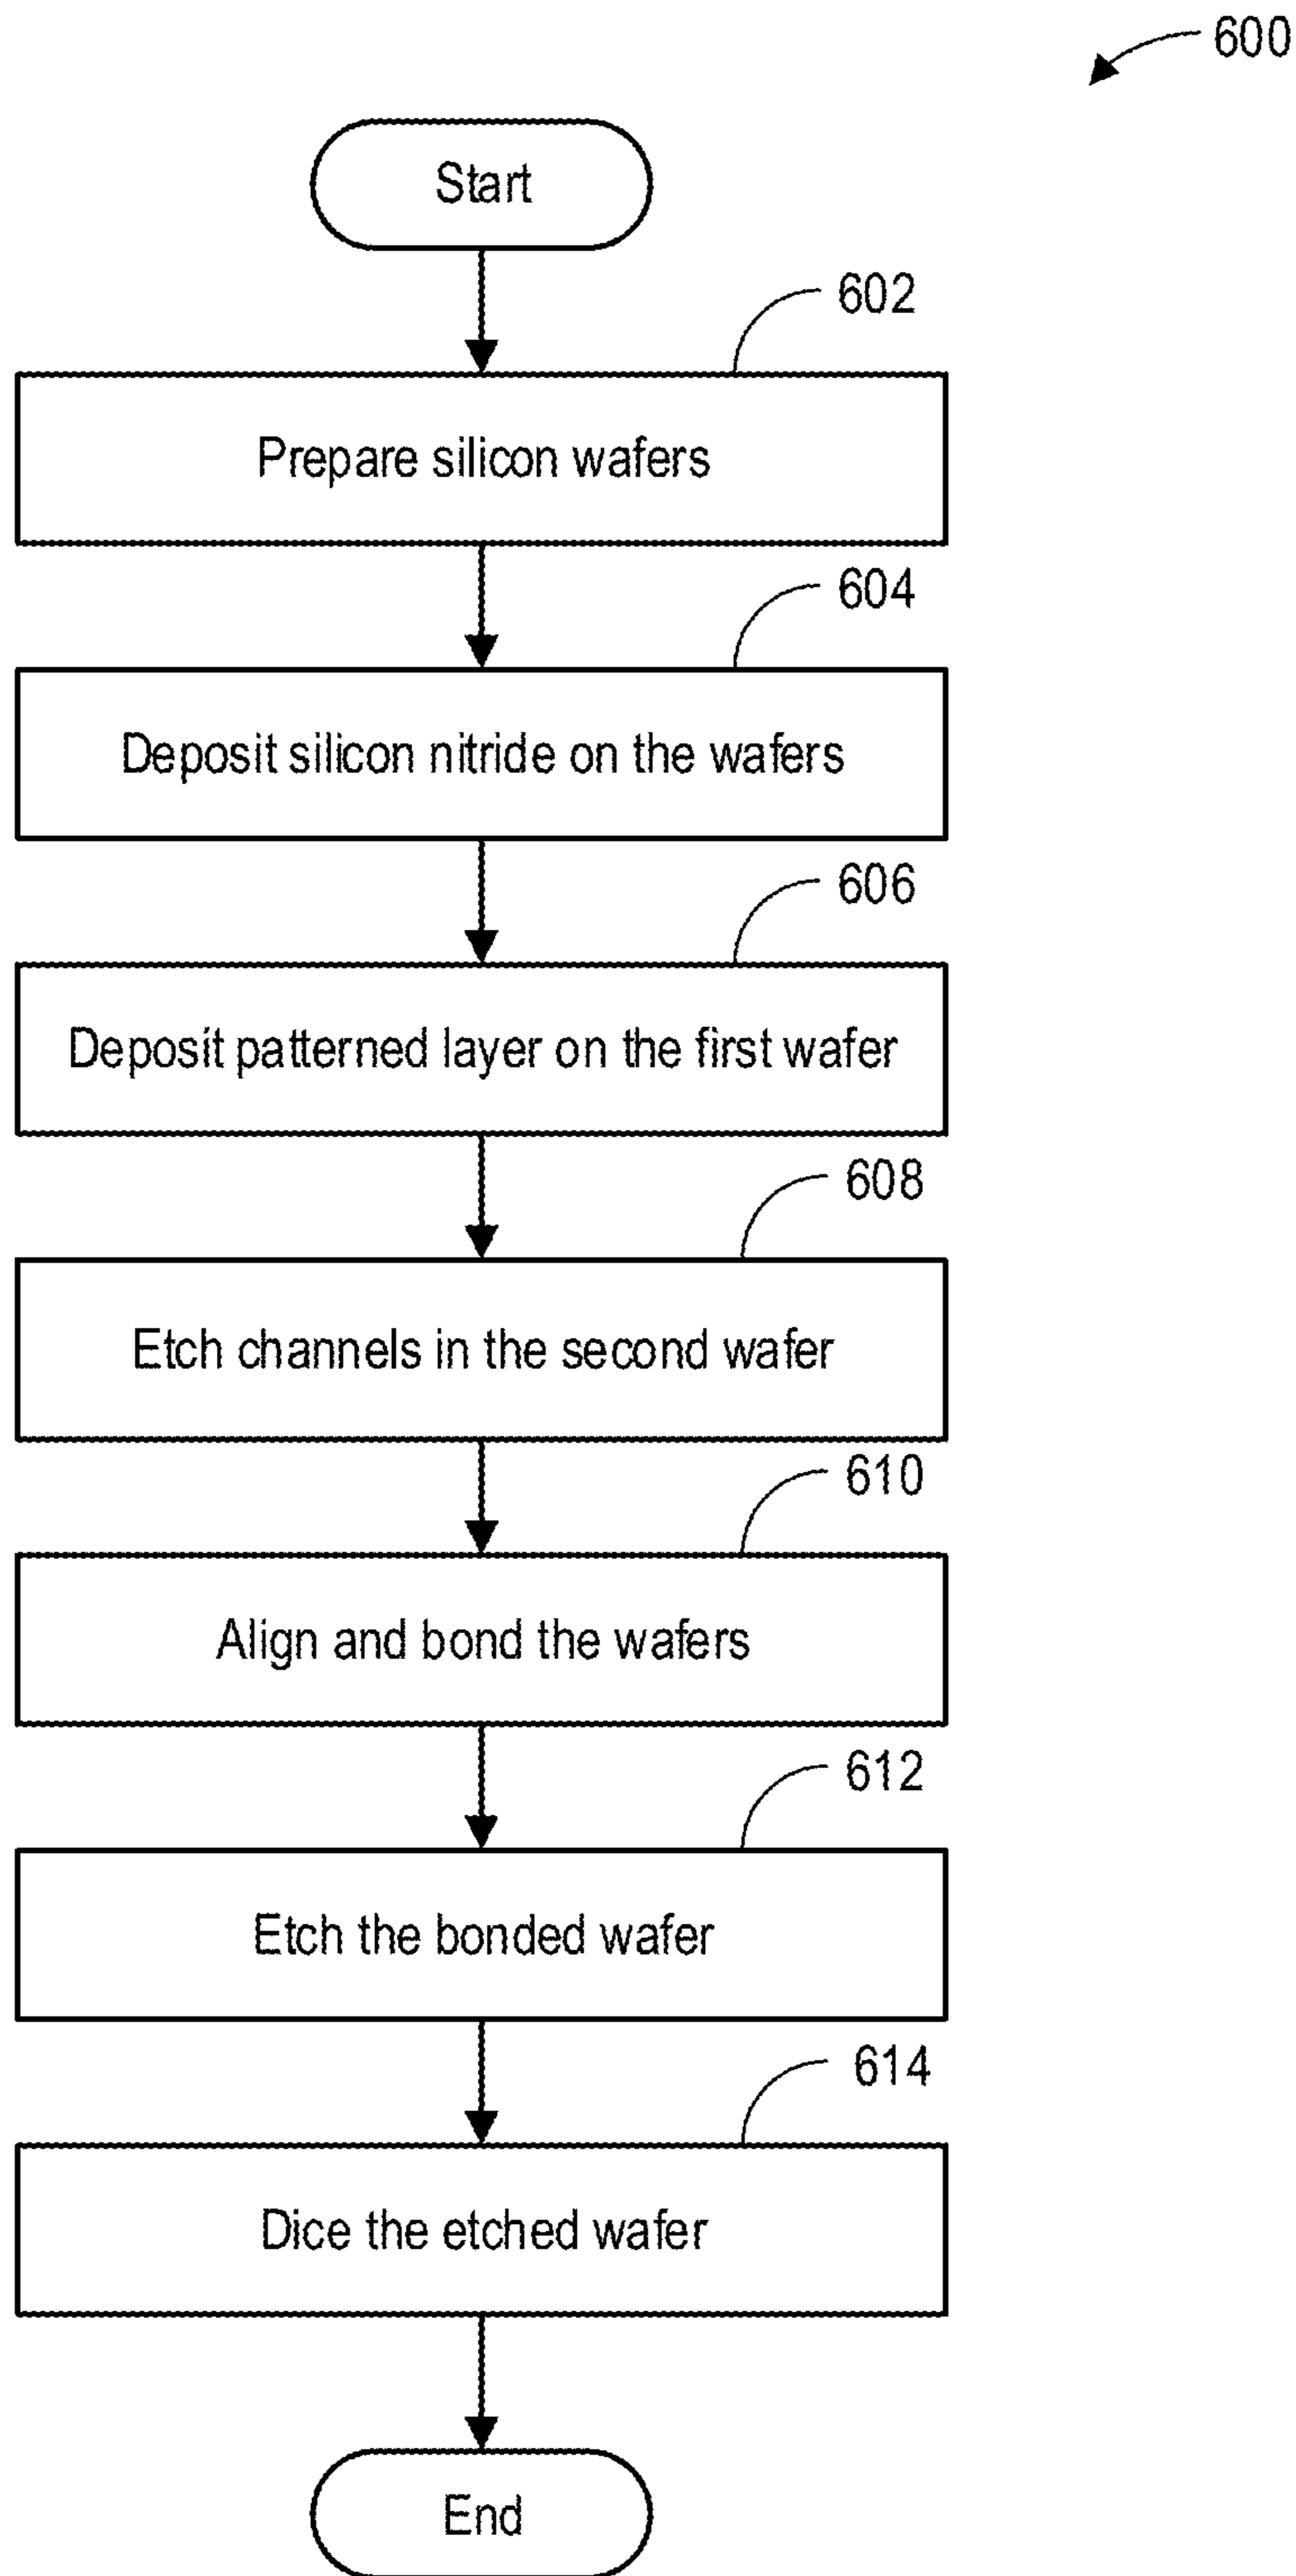 600
Start
602
Prepare silicon wafers
604
Deposit silicon nitride on the wafers
606
Deposit patterned layer on the first wafer
608
Etch channels in the second wafer
610
Align and bond the wafers
612
Etch the bonded wafer
614
Dice the etched wafer
End